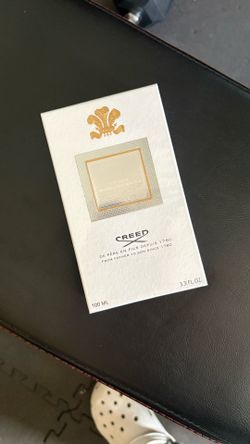 CREED
DE PÈRE EN FILS DEPUIS 1760
FROM FATHER TO SON SINCE 1760
100 ML
3.3 FL.OZ